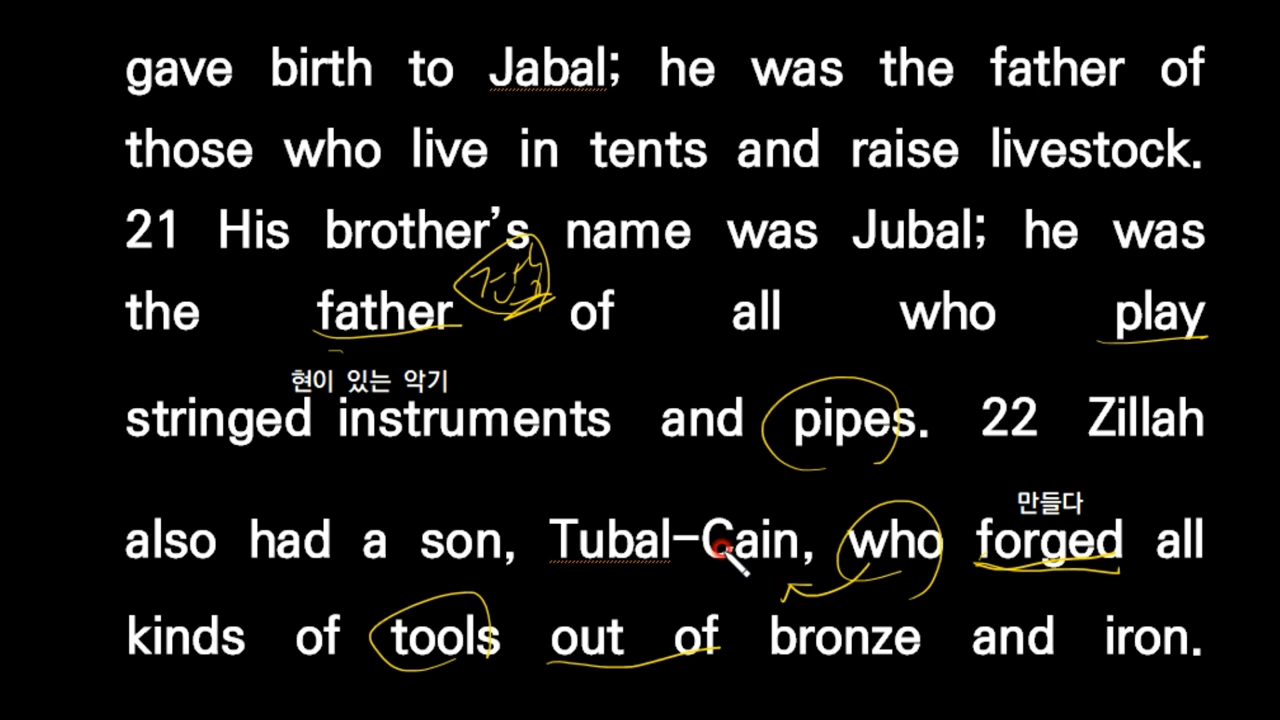 gave birth to Jabal; he was the father of
those who live in tents and raise livestock.
21 His brother’s name was Jubal; he was
the father of all who play
현이 있는 악기
stringed instruments and pipes. 22 Zillah
만들다
also had a son, Tubal-Cain, who forged all
kinds of tools out of bronze and iron.